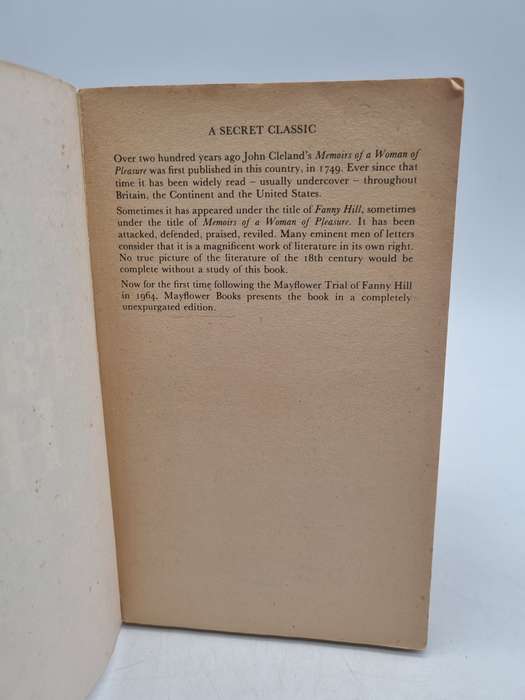 A SECRET CLASSIC
Over two hundred years ago John Cleland's Memoirs of a Woman of
Pleasure was first published in this country, in 1749. Ever since that
time it has been widely read – usually undercover – throughout
Britain, the Continent and the United States.
Sometimes it has appeared under the title of Fanny Hill, sometimes
under the title of Memoirs of a Woman of Pleasure. It has been
attacked, defended, praised, reviled. Many eminent men of letters
consider that it is a magnificent work of literature in its own right.
No true picture of the literature of the 18th century would be
complete without a study of this book.
Now for the first time following the Mayflower Trial of Fanny Hill
in 1964, Mayflower Books presents the book in a completely
unexpurgated edition.